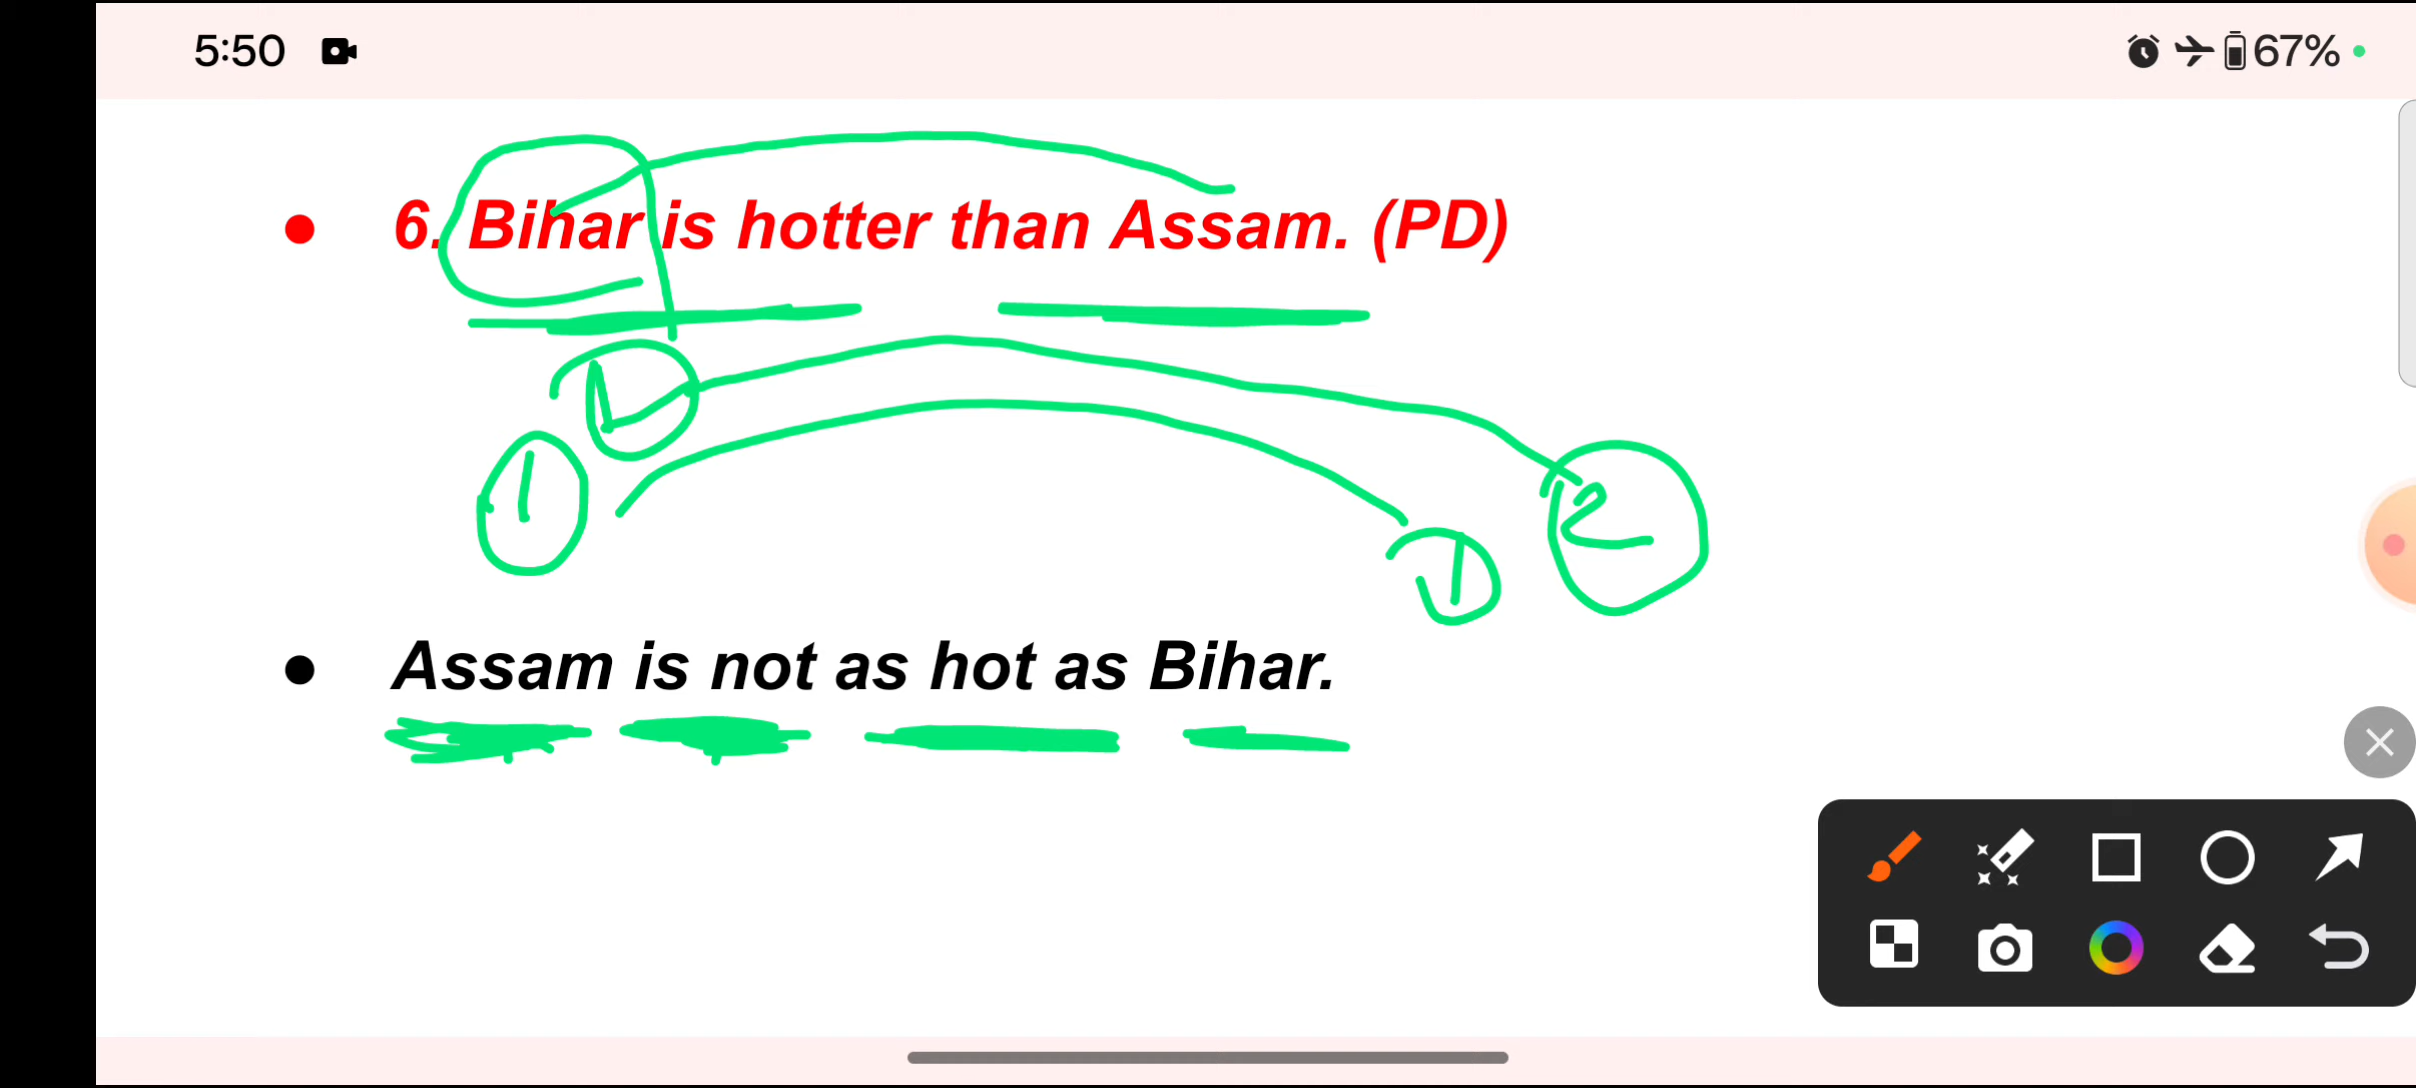 5:50 67%
6. Bihar is hotter than Assam. (PD)
1 1 2
Assam is not as hot as Bihar.